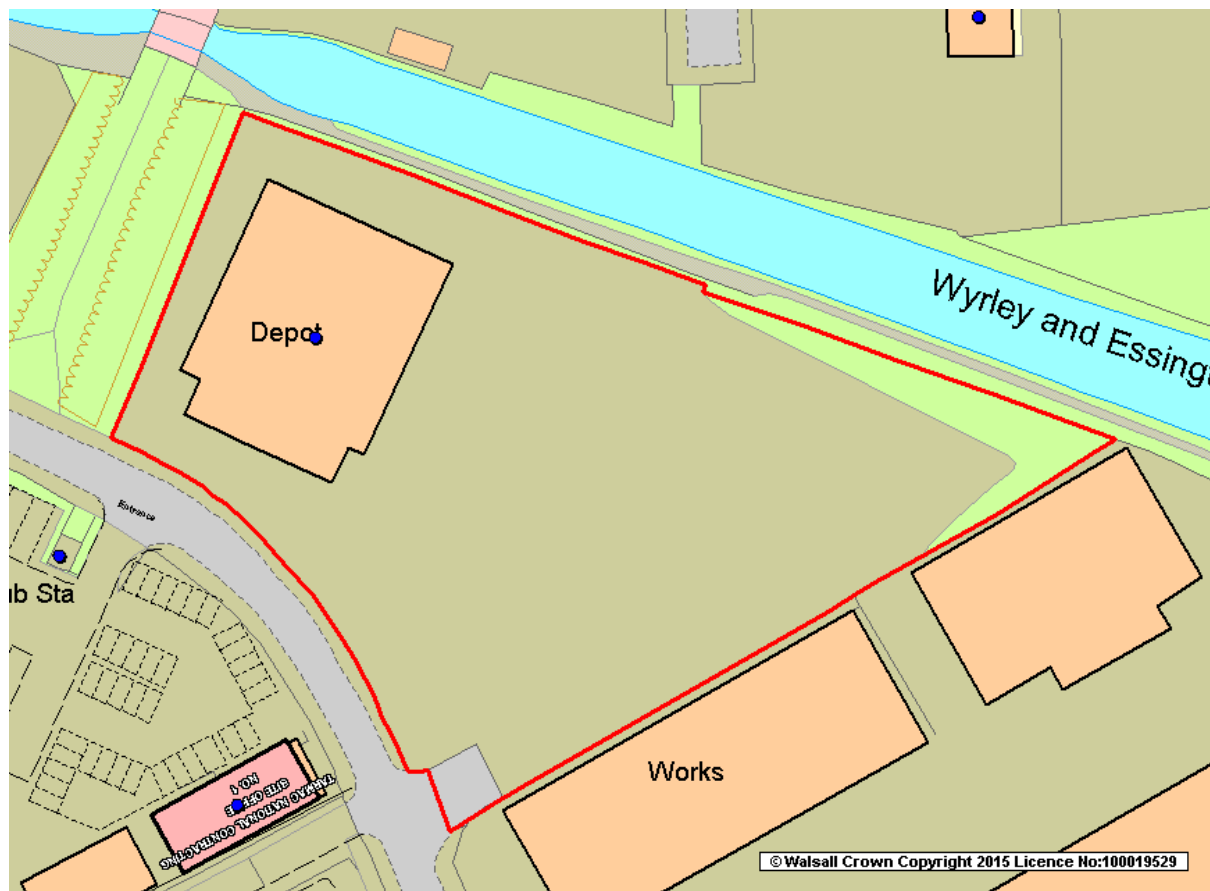 Wyrley and Essingt
Depot
Entrance
ub Sta
TARMAC NATIONAL CONTRACTING
SITE OFFICE
NO. 1
Works
© Walsall Crown Copyright 2015 Licence No:100019529